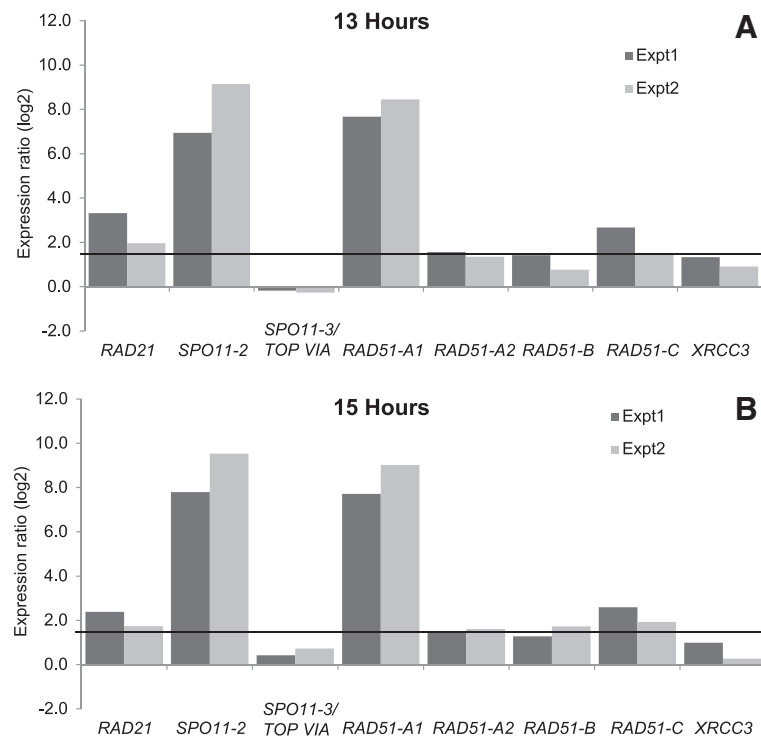 13 Hours
A
Expt1
Expt2
Expression ratio (log2)
12.0
10.0
8.0
6.0
4.0
2.0
0.0
-2.0
RAD21
SPO11-2
SPO11-3/
TOP VIA
RAD51-A1
RAD51-A2
RAD51-B
RAD51-C
XRCC3
15 Hours
B
Expt1
Expt2
Expression ratio (log2)
12.0
10.0
8.0
6.0
4.0
2.0
0.0
-2.0
RAD21
SPO11-2
SPO11-3/
TOP VIA
RAD51-A1
RAD51-A2
RAD51-B
RAD51-C
XRCC3